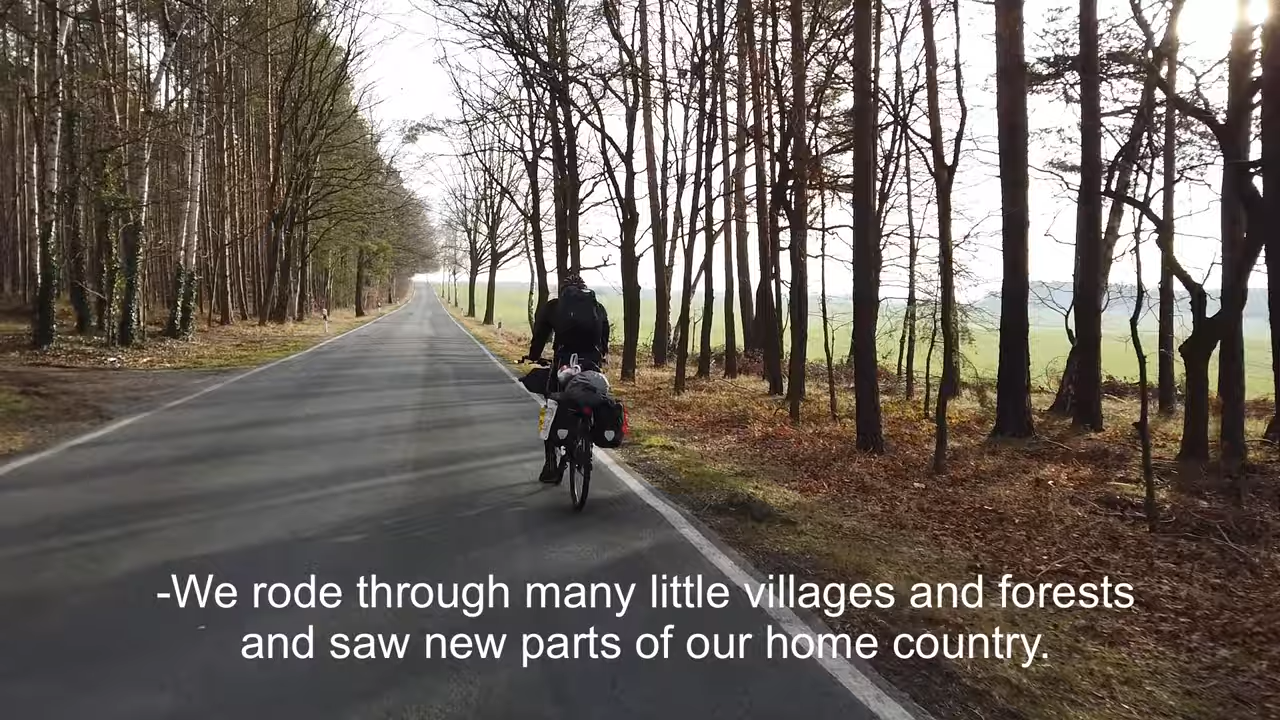 -We rode through many little villages and forests
and saw new parts of our home country.